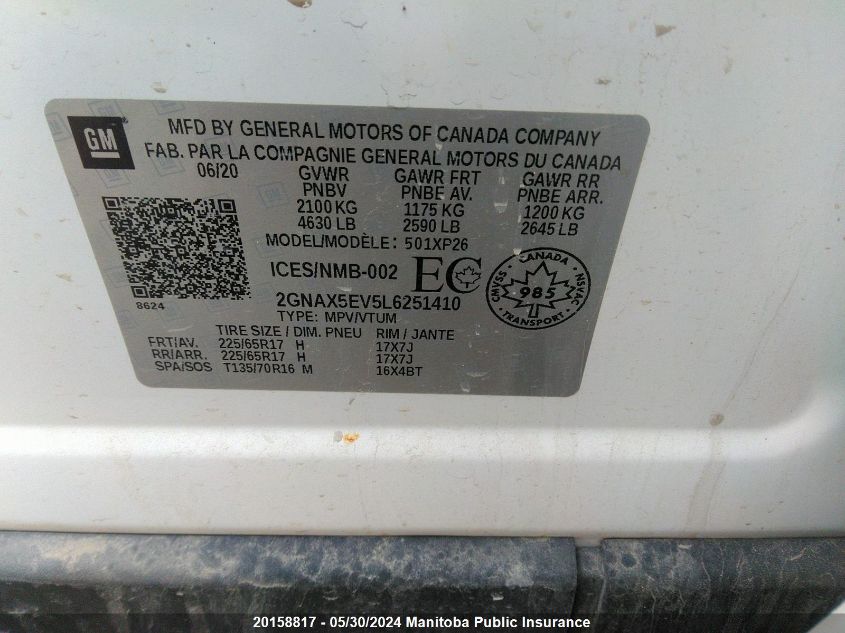 GM
MFD BY GENERAL MOTORS OF CANADA COMPANY
FAB. PAR LA COMPAGNIE GENERAL MOTORS DU CANADA
06/20 GVWR GAWR FRT GAWR RR
PNBV PNBE AV. PNBE ARR.
2100 KG 1175 KG 1200 KG
4630 LB 2590 LB 2645 LB
MODEL/MODÈLE: 501XP26
ICES/NMB-002 EC
8624
2GNAX5EV5L6251410
CANADA
CMVSS 985 NSVAC
TRANSPORT
TYPE: MPV/VTUM
TIRE SIZE / DIM. PNEU RIM / JANTE
FRT/AV. 225/65R17 H 17X7J
RR/ARR. 225/65R17 H 17X7J
SPA/SOS T135/70R16 M 16X4BT
20158817 - 05/30/2024 Manitoba Public Insurance